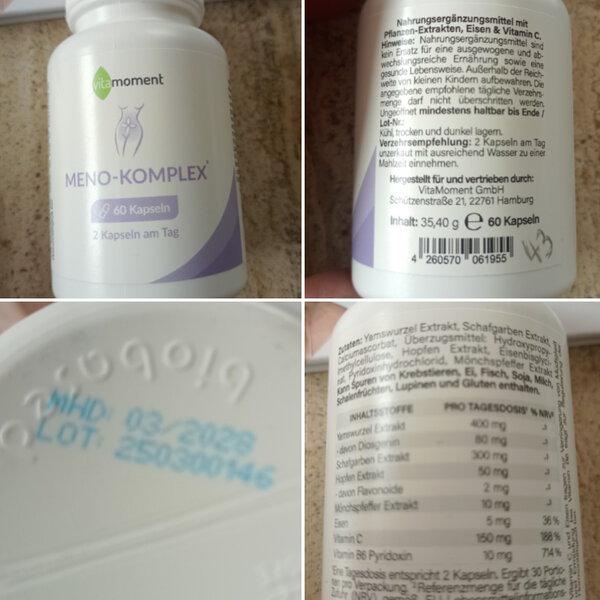 vitamoment
MENO-KOMPLEX
60 Kapseln
2 Kapseln am Tag
Nahrungsergänzungsmittel mit
Pflanzen-Extrakten, Eisen & Vitamin C.
Hinweise: Nahrungsergänzungsmittel sind
kein Ersatz für eine ausgewogene und ab-
wechslungsreiche Ernährung sowie eine
gesunde Lebensweise. Außerhalb der Reich-
weite von kleinen Kindern aufbewahren. Die
angegebene empfohlene tägliche Verzehrs-
menge darf nicht überschritten werden.
Ungeöffnet mindestens haltbar bis Ende /
Lot-Nr.:
Kühl, trocken und dunkel lagern.
Verzehrsempfehlung: 2 Kapseln am Tag
unzerkaut mit ausreichend Wasser zu einer
Mahlzeit einnehmen.
Hergestellt für und vertrieben durch:
VitaMoment GmbH
Schützenstraße 21, 22761 Hamburg
Inhalt: 35,40 g e 60 Kapseln
4 260570 061955
43
MHD: 03/2028
LOT: 250300146
Zutaten: Yamswurzel Extrakt, Schafgarben Extrakt,
Calciumascorbat, Überzugsmittel: Hydroxypropyl-
methylcellulose, Hopfen Extrakt, Eisenbisglyci-
nat, Pyridoxinhydrochlorid, Mönchspfeffer Extrakt
Kann Spuren von Krebstieren, Ei, Fisch, Soja, Milch,
Schalenfrüchten, Lupinen und Gluten enthalten.
INHALTSSTOFFE PRO TAGESDOSIS¹ % NRV²
Yamswurzel Extrakt 400 mg
- davon Diosgenin 80 mg
Schafgarben Extrakt 300 mg
Hopfen Extrakt 50 mg
- davon Flavonoide 2 mg
Mönchspfeffer Extrakt 10 mg
Eisen 5 mg 36 %
Vitamin C 150 mg 188 %
Vitamin B6 Pyridoxin 10 mg 714 %
¹Eine Tagesdosis entspricht 2 Kapseln. Ergibt 30 Portio-
nen pro Verpackung. ²Referenzmenge für die tägliche